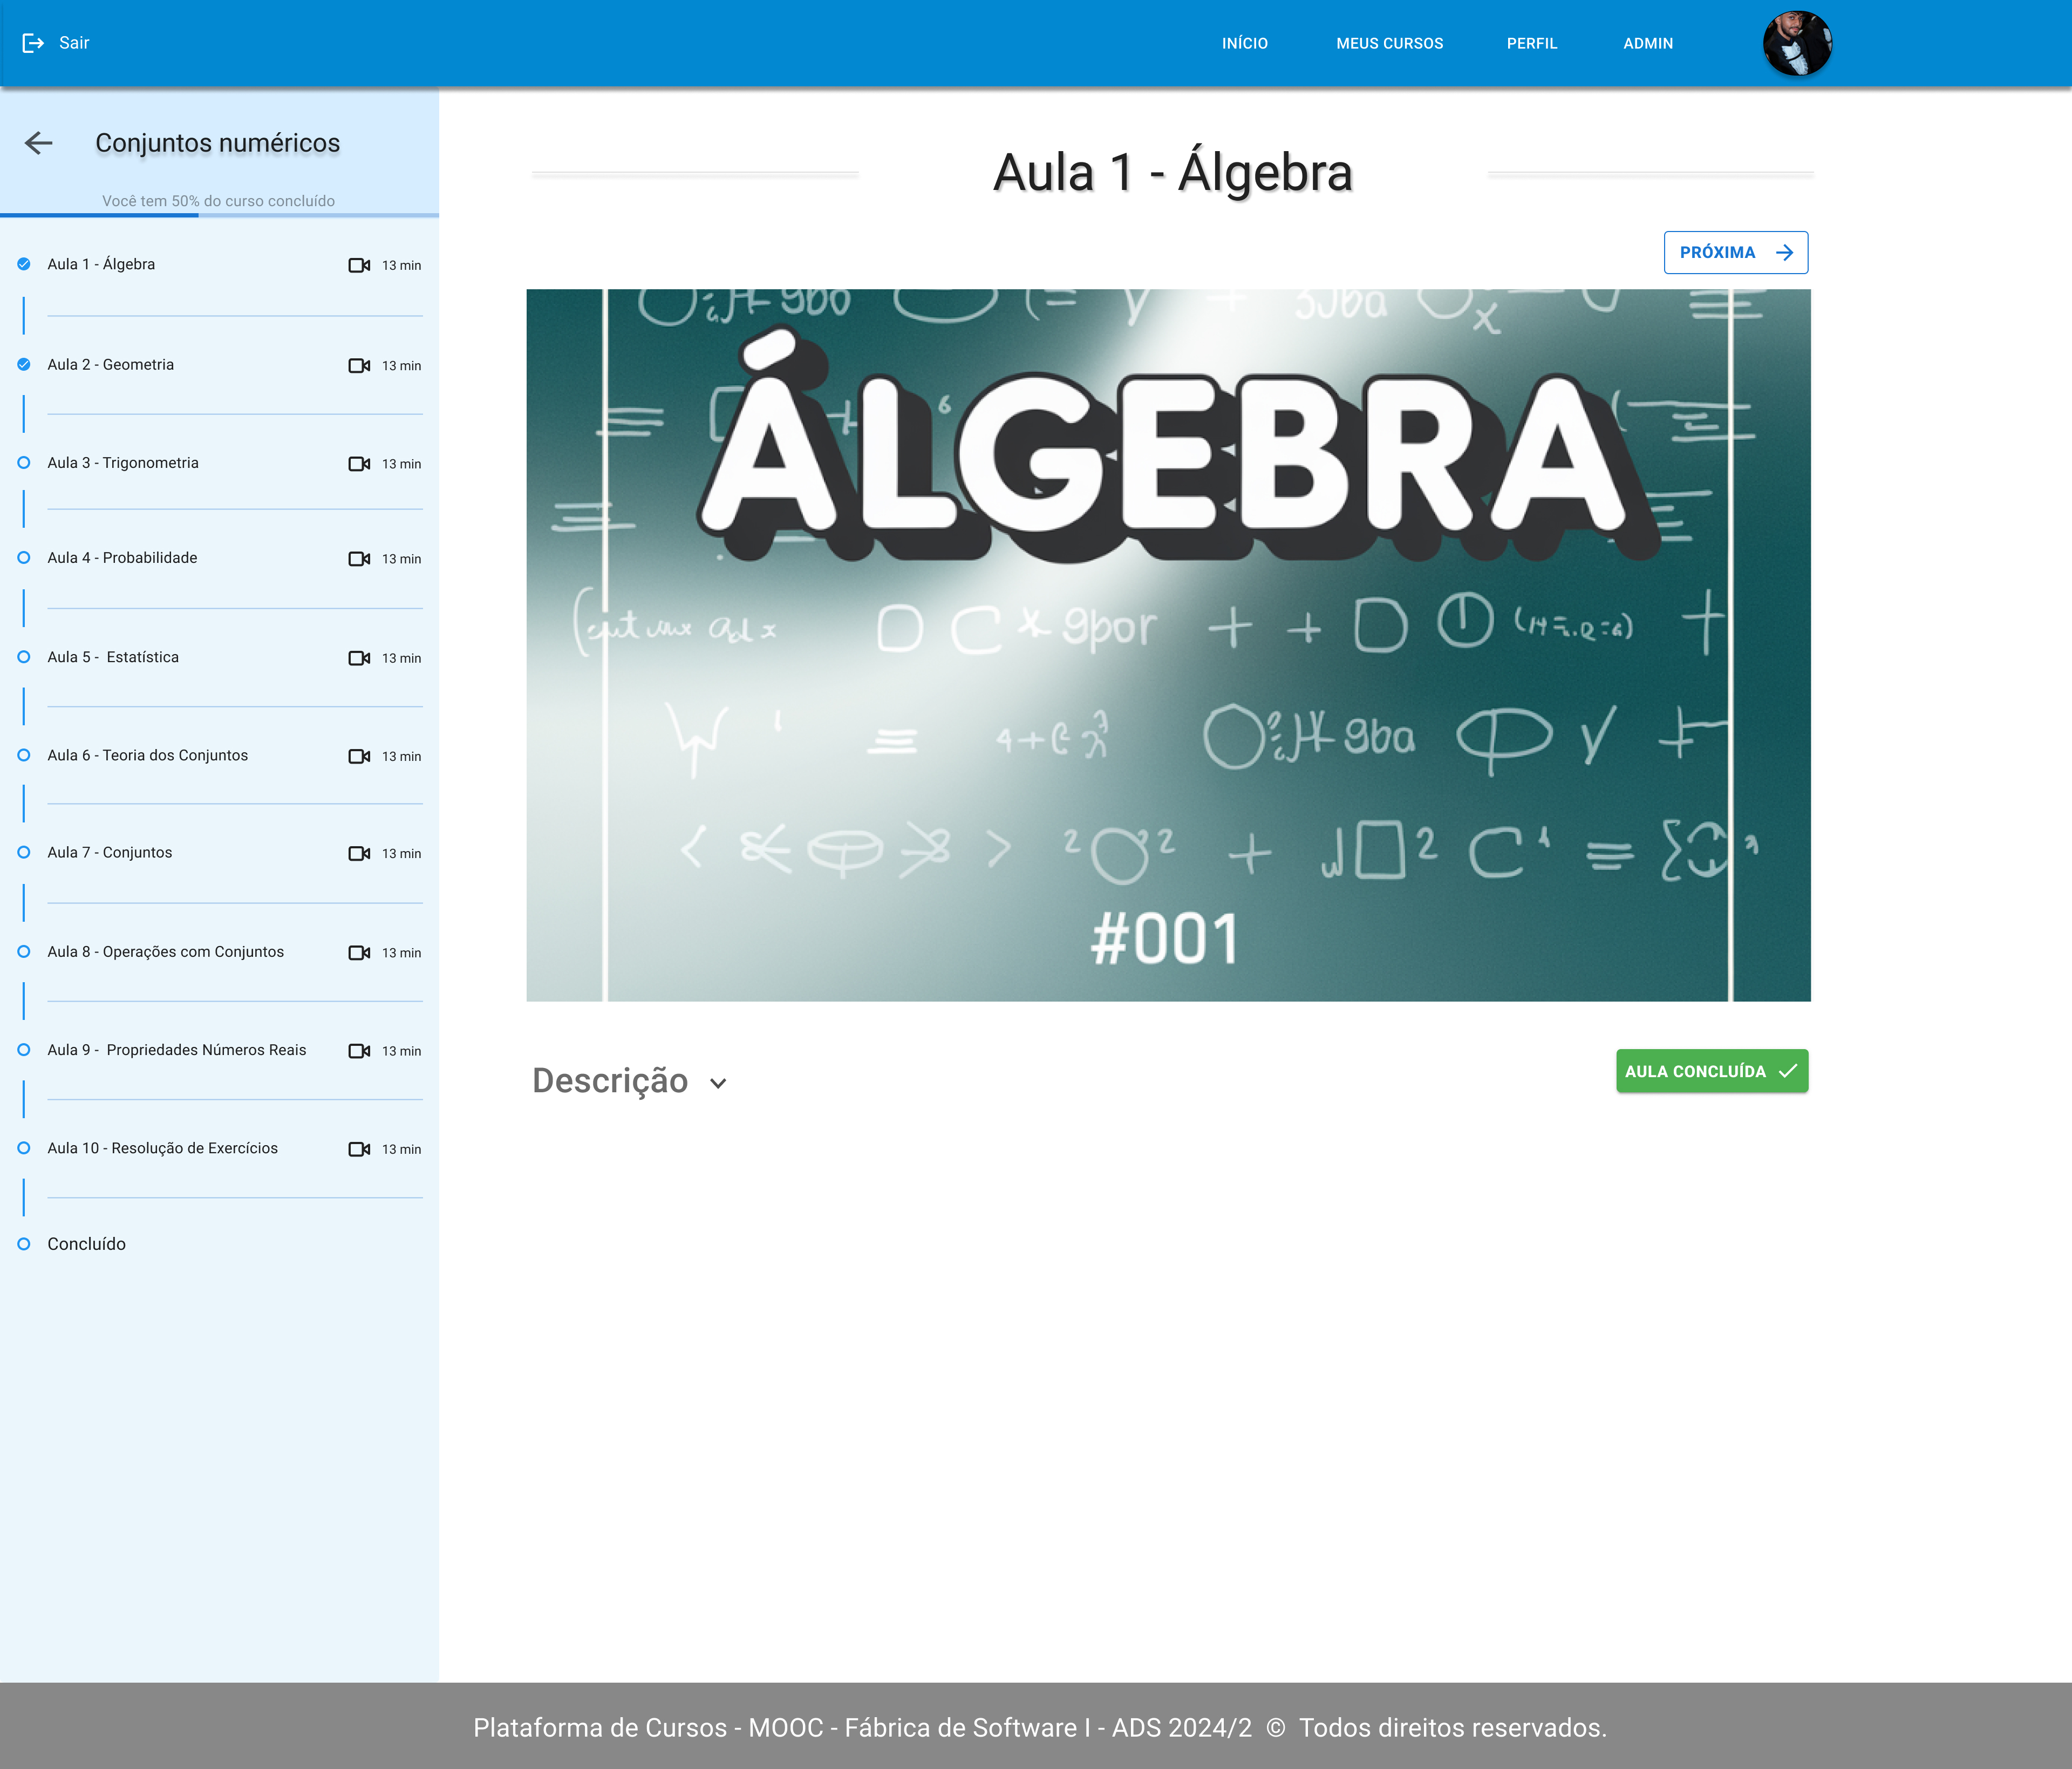 Sair
INÍCIO MEUS CURSOS PERFIL ADMIN
Conjuntos numéricos
Você tem 50% do curso concluído
Aula 1 - Álgebra 13 min
Aula 2 - Geometria 13 min
Aula 3 - Trigonometria 13 min
Aula 4 - Probabilidade 13 min
Aula 5 -  Estatística 13 min
Aula 6 - Teoria dos Conjuntos 13 min
Aula 7 - Conjuntos 13 min
Aula 8 - Operações com Conjuntos 13 min
Aula 9 -  Propriedades Números Reais 13 min
Aula 10 - Resolução de Exercícios 13 min
Concluído
Aula 1 - Álgebra
PRÓXIMA
ÁLGEBRA
#001
Descrição
AULA CONCLUÍDA
Plataforma de Cursos - MOOC - Fábrica de Software I - ADS 2024/2 © Todos direitos reservados.